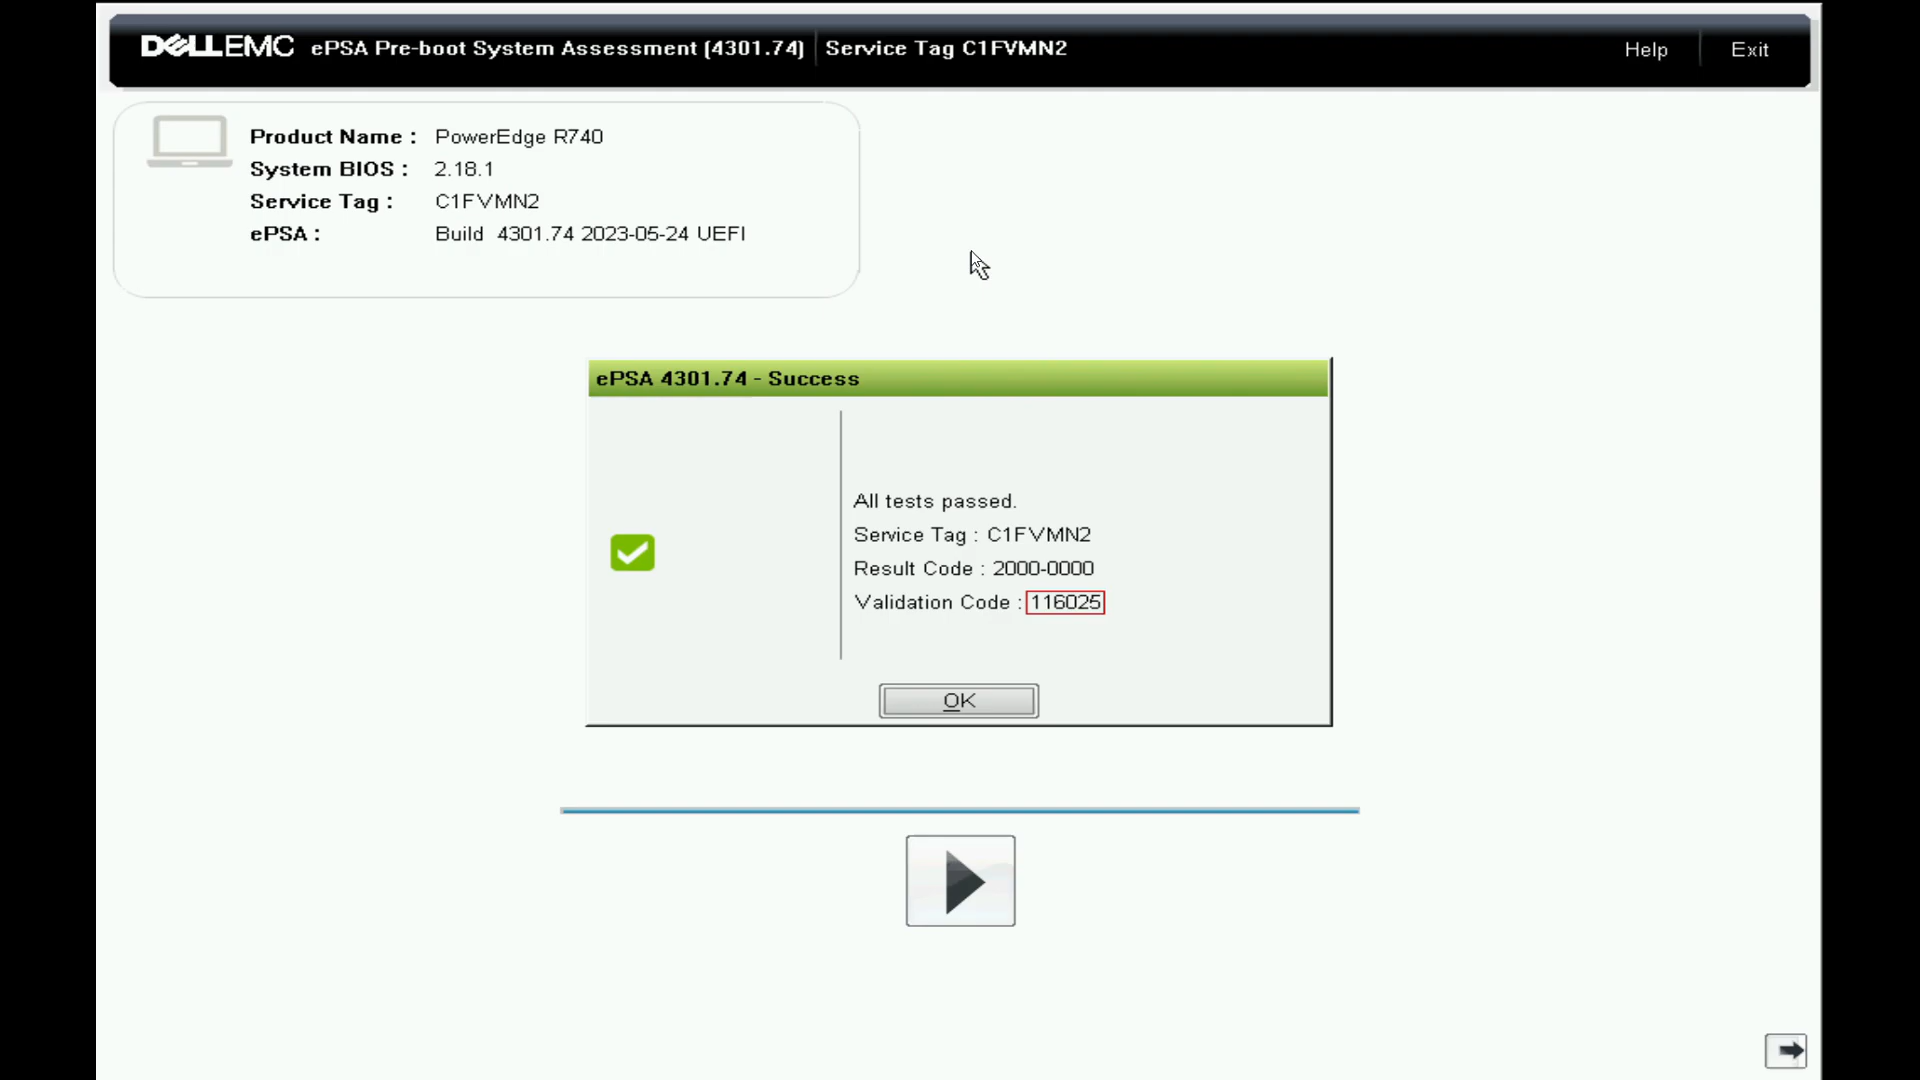 DELLEMC ePSA Pre-boot System Assessment (4301.74) Service Tag C1FVMN2 Help Exit
Product Name : PowerEdge R740
System BIOS : 2.18.1
Service Tag : C1FVMN2
ePSA : Build 4301.74 2023-05-24 UEFI
ePSA 4301.74 - Success
All tests passed.
Service Tag : C1FVMN2
Result Code : 2000-0000
Validation Code : 116025
OK